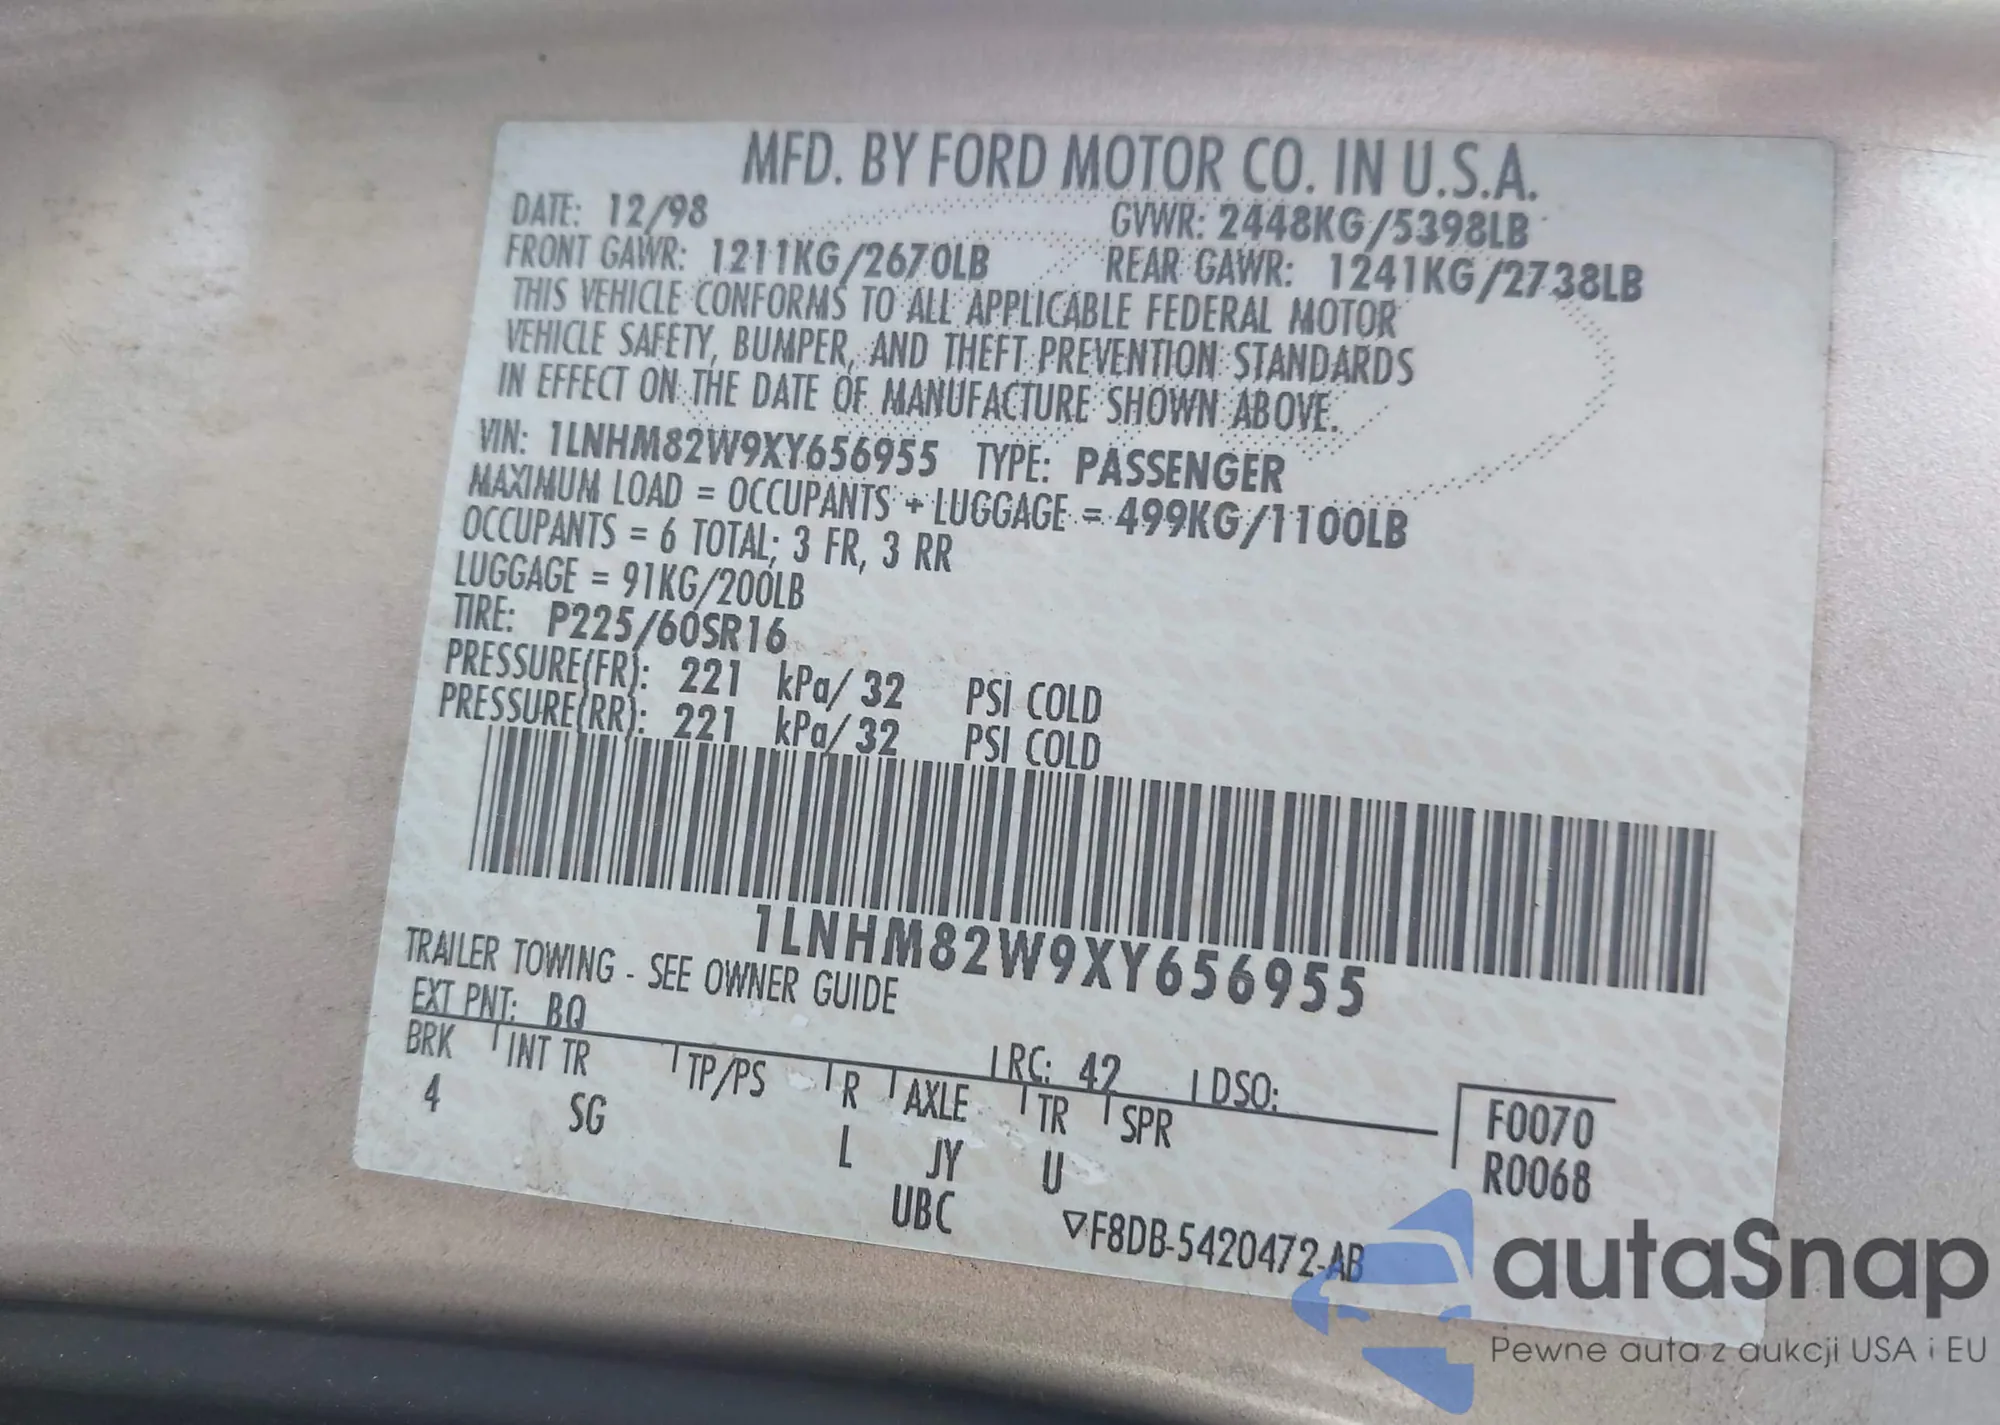 MFD. BY FORD MOTOR CO. IN U.S.A.
DATE: 12/98 GVWR: 2448KG/5398LB
FRONT GAWR: 1211KG/2670LB REAR GAWR: 1241KG/2738LB
THIS VEHICLE CONFORMS TO ALL APPLICABLE FEDERAL MOTOR
VEHICLE SAFETY, BUMPER, AND THEFT PREVENTION STANDARDS
IN EFFECT ON THE DATE OF MANUFACTURE SHOWN ABOVE.
VIN: 1LNHM82W9XY656955 TYPE: PASSENGER
MAXIMUM LOAD = OCCUPANTS + LUGGAGE = 499KG/1100LB
OCCUPANTS = 6 TOTAL; 3 FR, 3 RR
LUGGAGE = 91KG/200LB
TIRE: P225/60SR16
PRESSURE(FR): 221 kPa/ 32 PSI COLD
PRESSURE(RR): 221 kPa/ 32 PSI COLD
1LNHM82W9XY656955
TRAILER TOWING - SEE OWNER GUIDE
EXT PNT: BQ RC: 42 DSO:
BRK INT TR TP/PS R AXLE TR SPR F0070
4 SG L JY U R0068
UBC ▽F8DB-5420472-AB
autaSnap
Pewne auta z aukcji USA i EU